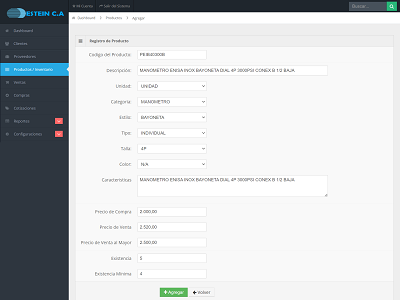 ESTEIN C.A
Mi Cuenta
Salir del Sistema
Buscar...
Dashboard
Productos
Agregar
Dashboard
Clientes
Proveedores
Productos / Inventario
Ventas
Compras
Cotizaciones
Reportes
Configuraciones
Registro de Producto
Codigo del Producto:
Descripción:
MANOMETRO ENISA INOX BAYONETA DIAL 4P 3000PSI CONEX B 1/2 BAJA
Unidad:
UNIDAD
Categoria:
MANOMETRO
Estilo:
BAYONETA
Tipo:
INDIVIDUAL
Talla:
4P
Color:
N/A
Caracteristicas
MANOMETRO ENISA INOX BAYONETA DIAL 4P 3000PSI CONEX B 1/2 BAJA
Precio de Compra
2.000,00
Precio de Venta
2.520,00
Precio de Venta al Mayor
2.500,00
Existencia
5
Existencia Minima
4
Agregar
Volver